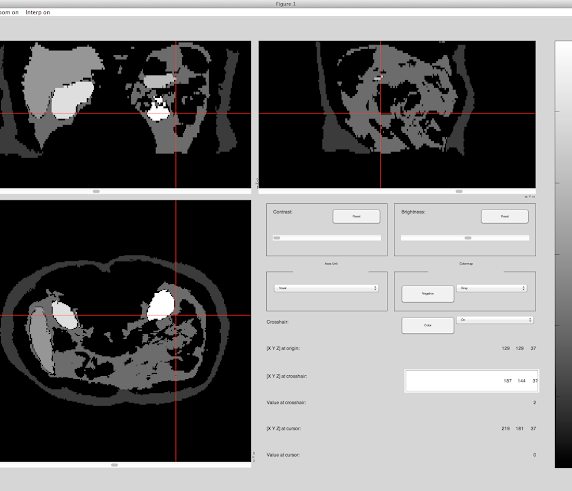 Figure 1
oom on Interp on
Contrast:
Reset
Brightness:
Reset
Axes Unit
Colormap
Voxel
Negative
Gray
Crosshair:
Color
On
[X Y Z] at origin:
129 129 37
[X Y Z] at crosshair:
187 144 37
Value at crosshair:
2
[X Y Z] at cursor:
219 181 37
Value at cursor:
0